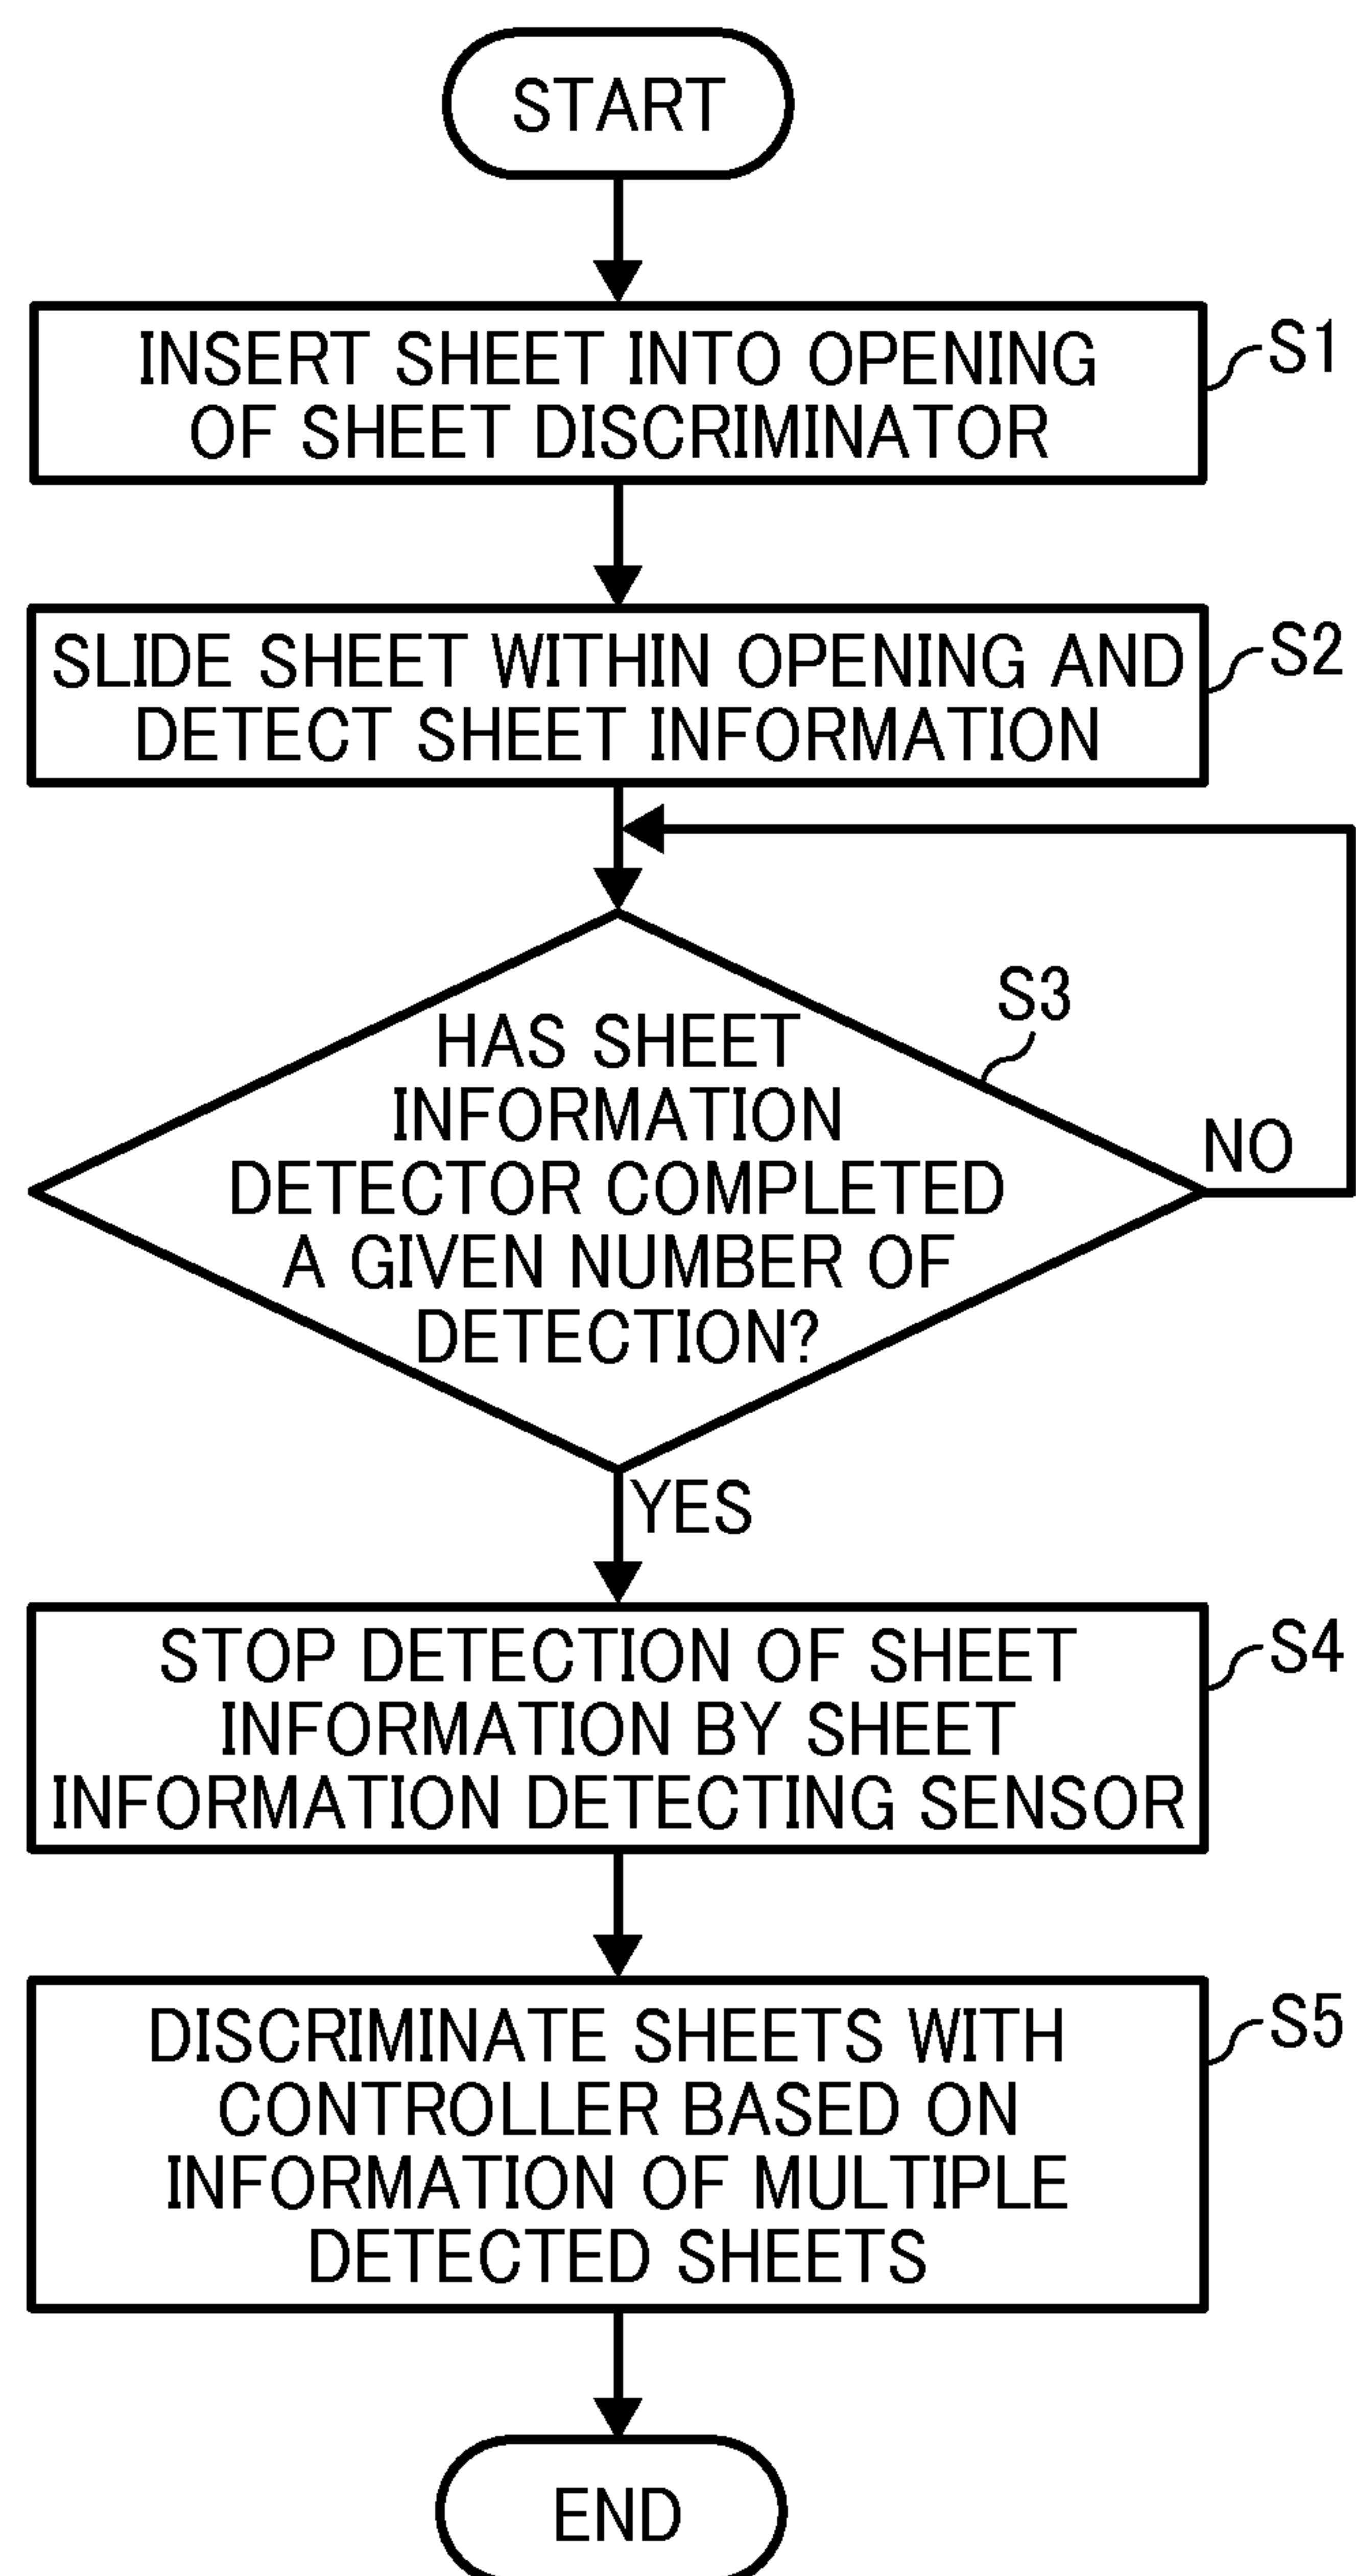 START
INSERT SHEET INTO OPENING
OF SHEET DISCRIMINATOR
S1
SLIDE SHEET WITHIN OPENING AND
DETECT SHEET INFORMATION
S2
HAS SHEET
INFORMATION
DETECTOR COMPLETED
A GIVEN NUMBER OF
DETECTION?
S3
NO
YES
STOP DETECTION OF SHEET
INFORMATION BY SHEET
INFORMATION DETECTING SENSOR
S4
DISCRIMINATE SHEETS WITH
CONTROLLER BASED ON
INFORMATION OF MULTIPLE
DETECTED SHEETS
S5
END